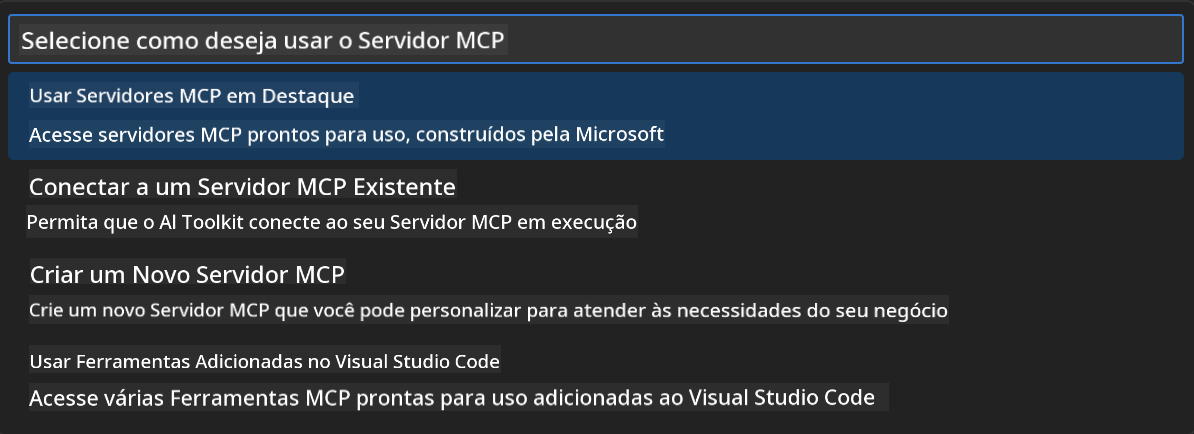 Selecione como deseja usar o Servidor MCP
Usar Servidores MCP em Destaque
Acesse servidores MCP prontos para uso, construídos pela Microsoft
Conectar a um Servidor MCP Existente
Permita que o AI Toolkit conecte ao seu Servidor MCP em execução
Criar um Novo Servidor MCP
Crie um novo Servidor MCP que você pode personalizar para atender às necessidades do seu negócio
Usar Ferramentas Adicionadas no Visual Studio Code
Acesse várias Ferramentas MCP prontas para uso adicionadas ao Visual Studio Code